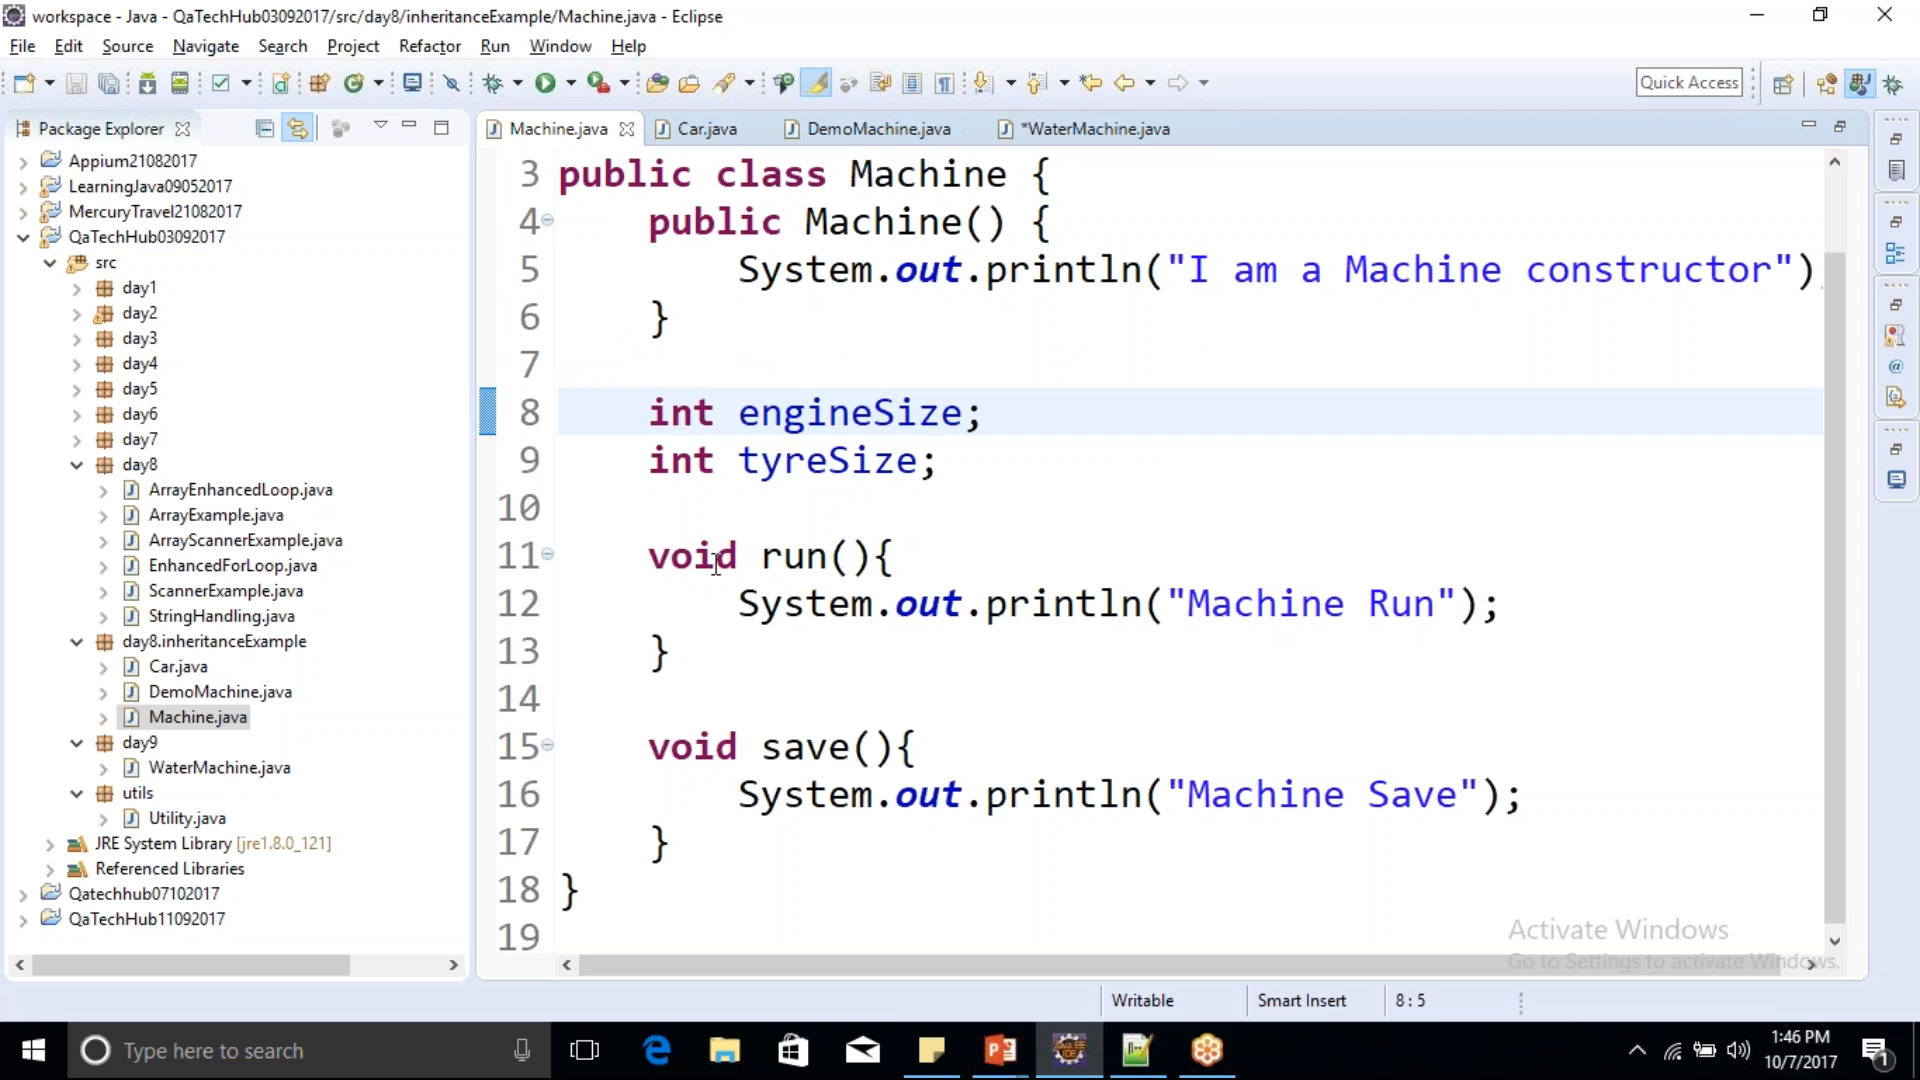 workspace - Java - QaTechHub03092017/src/day8/inheritanceExample/Machine.java - Eclipse
File Edit Source Navigate Search Project Refactor Run Window Help
Quick Access
Package Explorer
Appium21082017
LearningJava09052017
MercuryTravel21082017
QaTechHub03092017
src
day1
day2
day3
day4
day5
day6
day7
day8
ArrayEnhancedLoop.java
ArrayExample.java
ArrayScannerExample.java
EnhancedForLoop.java
ScannerExample.java
StringHandling.java
day8.inheritanceExample
Car.java
DemoMachine.java
Machine.java
day9
WaterMachine.java
utils
Utility.java
JRE System Library [jre1.8.0_121]
Referenced Libraries
Qatechhub07102017
QaTechHub11092017
Machine.java Car.java DemoMachine.java *WaterMachine.java
3 public class Machine {
4 public Machine() {
5 System.out.println("I am a Machine constructor")
6 }
7
8 int engineSize;
9 int tyreSize;
10
11 void run(){
12 System.out.println("Machine Run");
13 }
14
15 void save(){
16 System.out.println("Machine Save");
17 }
18 }
19
Activate Windows
Go to Settings to activate Windows.
Writable Smart Insert 8 : 5
Type here to search
1:46 PM
10/7/2017
1